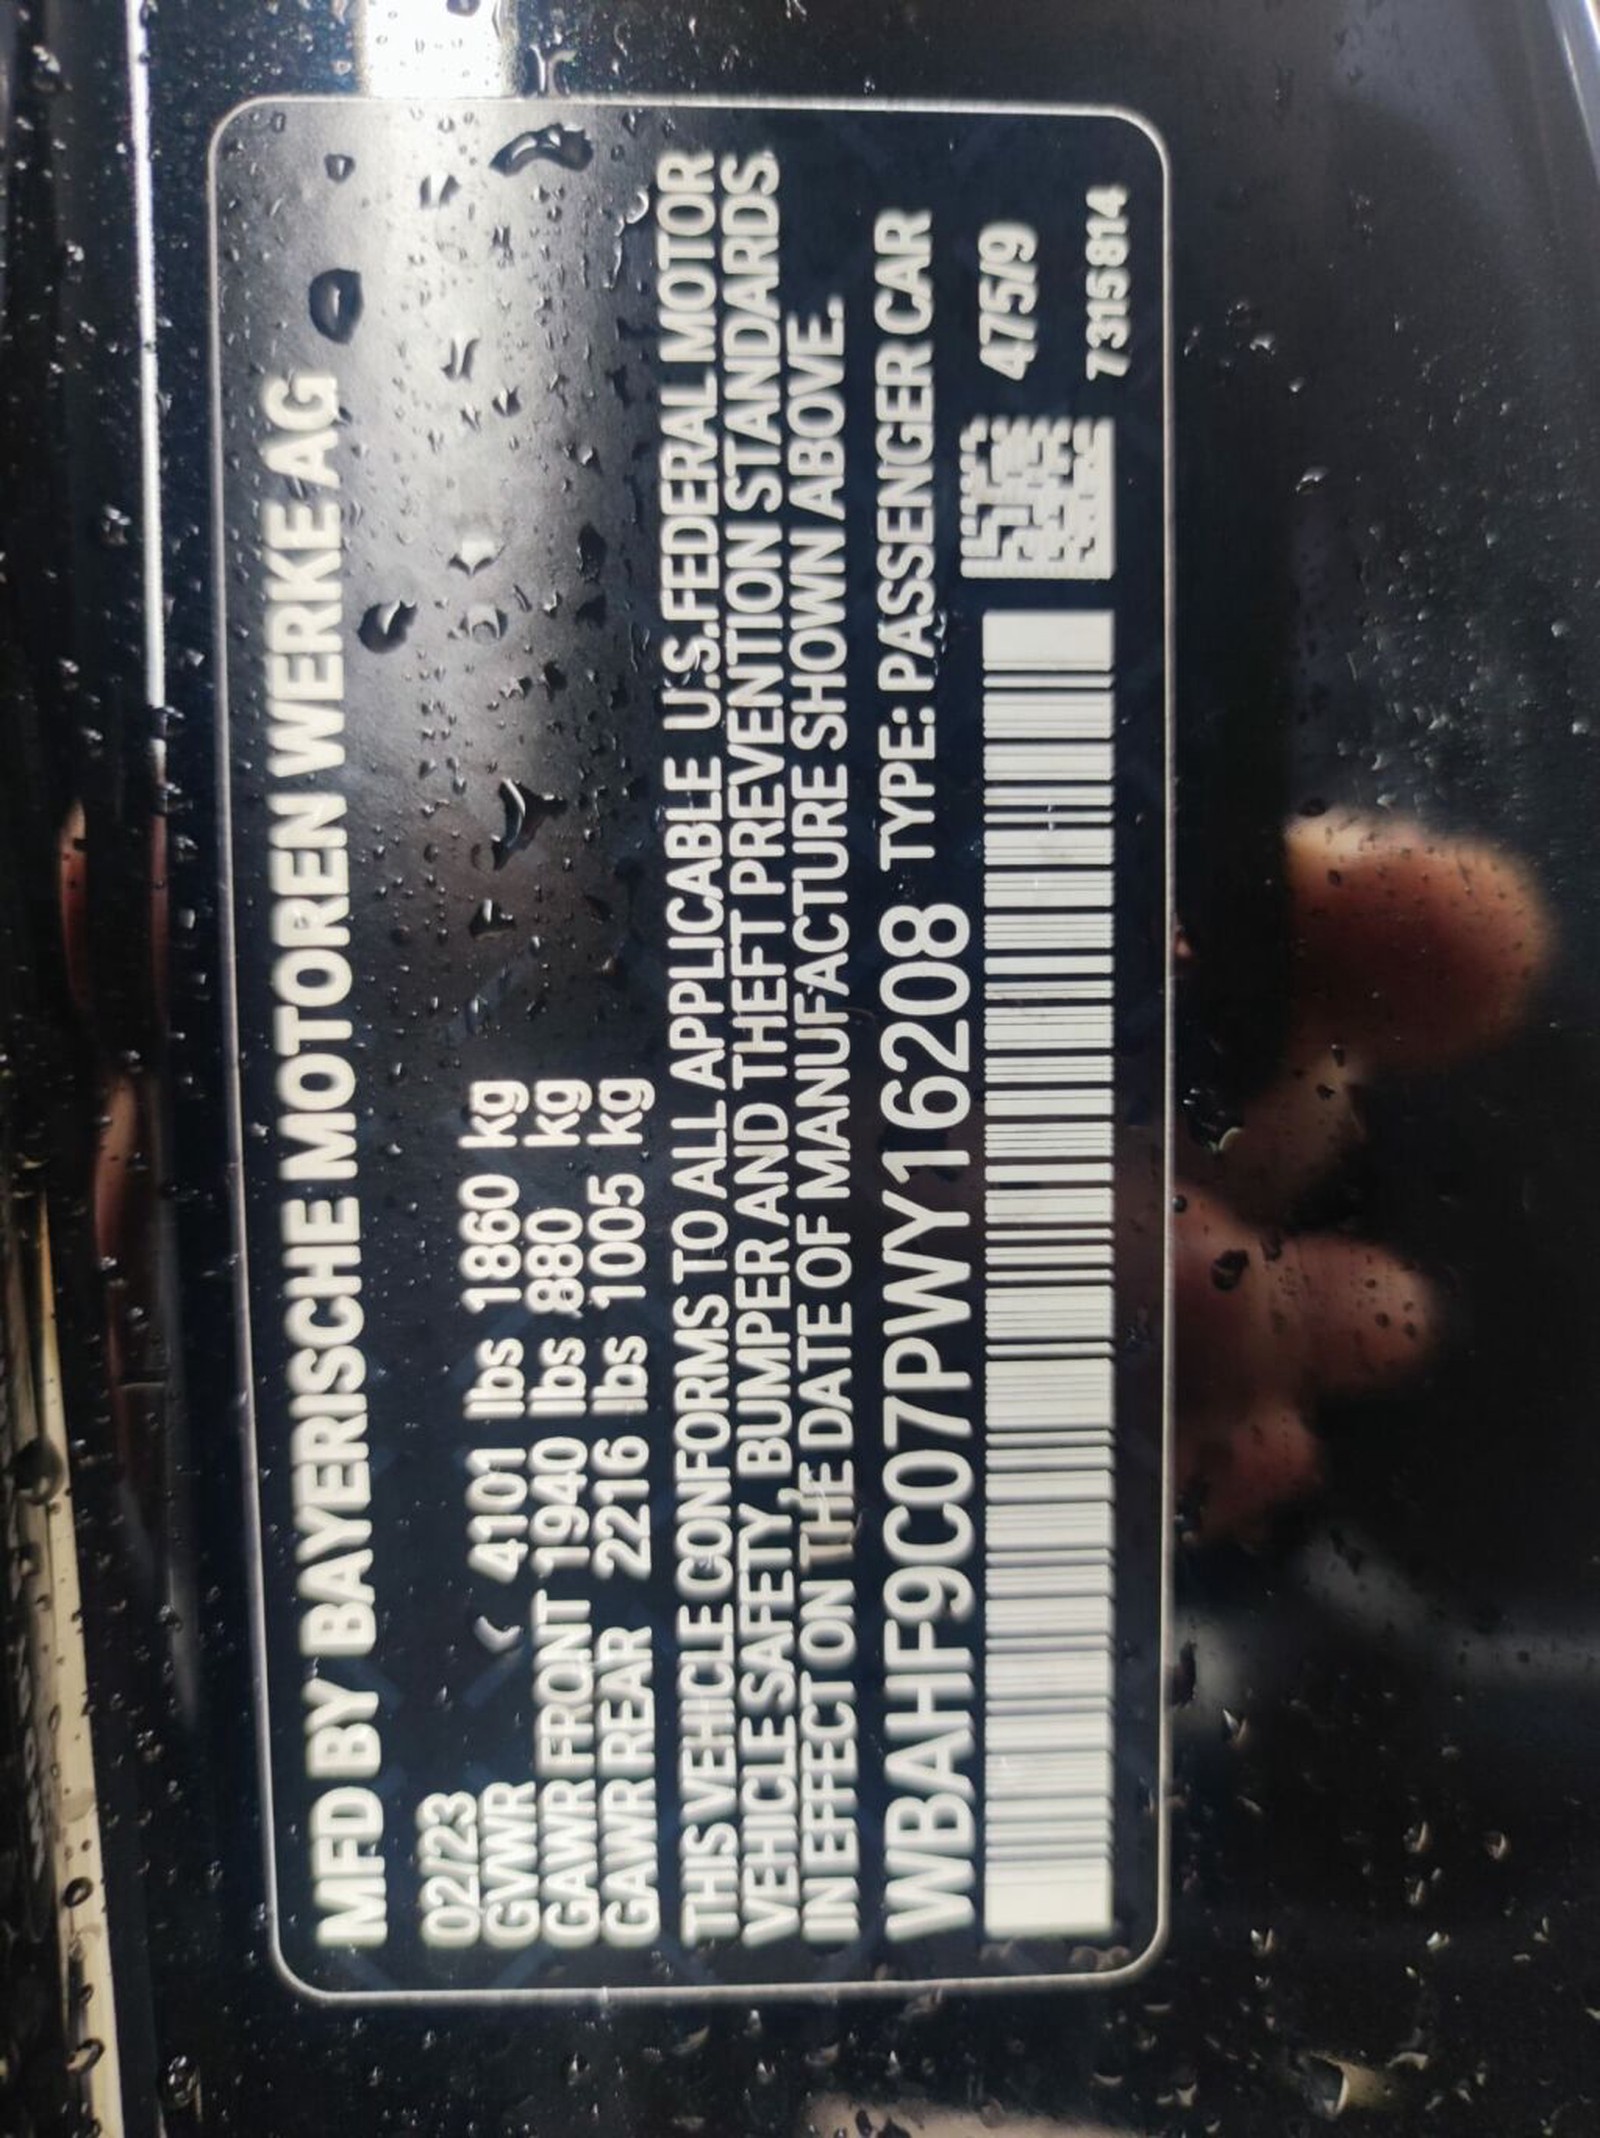 MFD BY BAYERISCHE MOTOREN WERKE AG
02/23
GVWR 4101 lbs 1860 kg
GAWR FRONT 1940 lbs 880 kg
GAWR REAR 2216 lbs 1005 kg
THIS VEHICLE CONFORMS TO ALL APPLICABLE U.S.FEDERAL MOTOR
VEHICLE SAFETY, BUMPER AND THEFT PREVENTION STANDARDS
IN EFFECT ON THE DATE OF MANUFACTURE SHOWN ABOVE.
WBAHF9C07PWY16208 TYPE: PASSENGER CAR
475/9
7315814